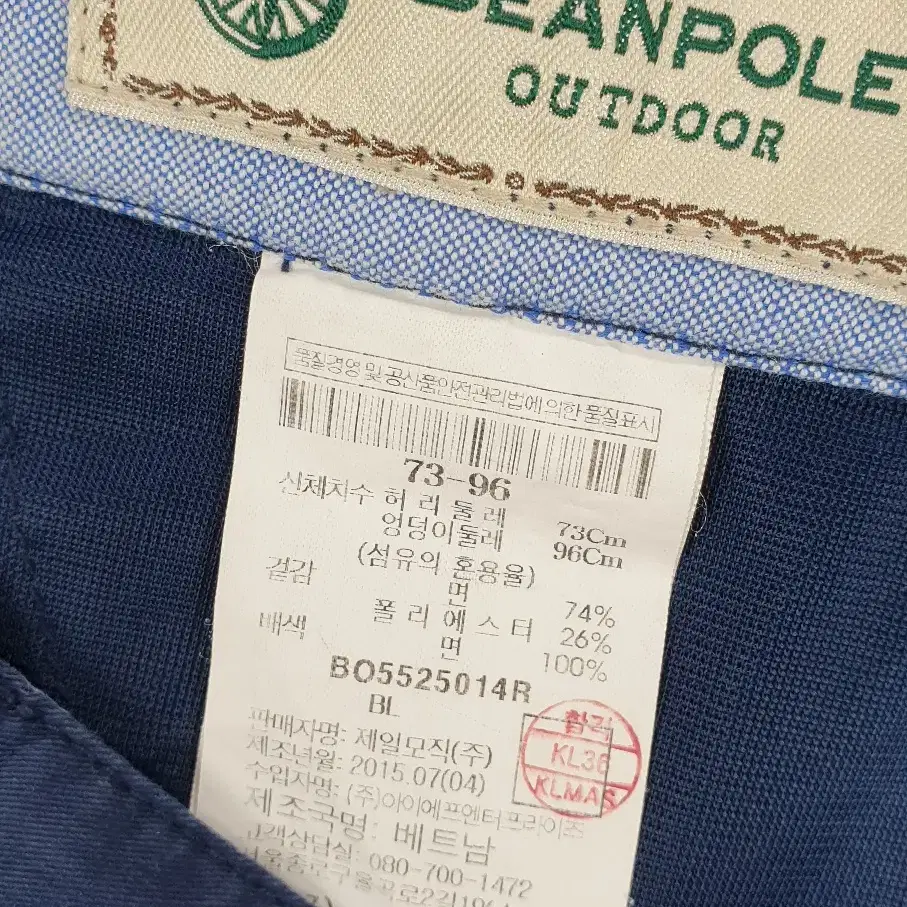 BEANPOLE
OUTDOOR
품질경영 및 공산품안전관리법에 의한 품질표시
73-96
신체치수 허 리 둘 레 73Cm
엉덩이둘레 96Cm
(섬유의 혼용율)
겉감 면 74%
폴 리 에 스 터 26%
배색 면 100%
BO5525014R
BL
합격
KL36
KLMAS
판매자명: 제일모직(주)
제조년월: 2015.07(04)
수입자명: (주)아이에프엔터프라이즈
제 조 국 명 : 베 트 남
고객상담실: 080-700-1472